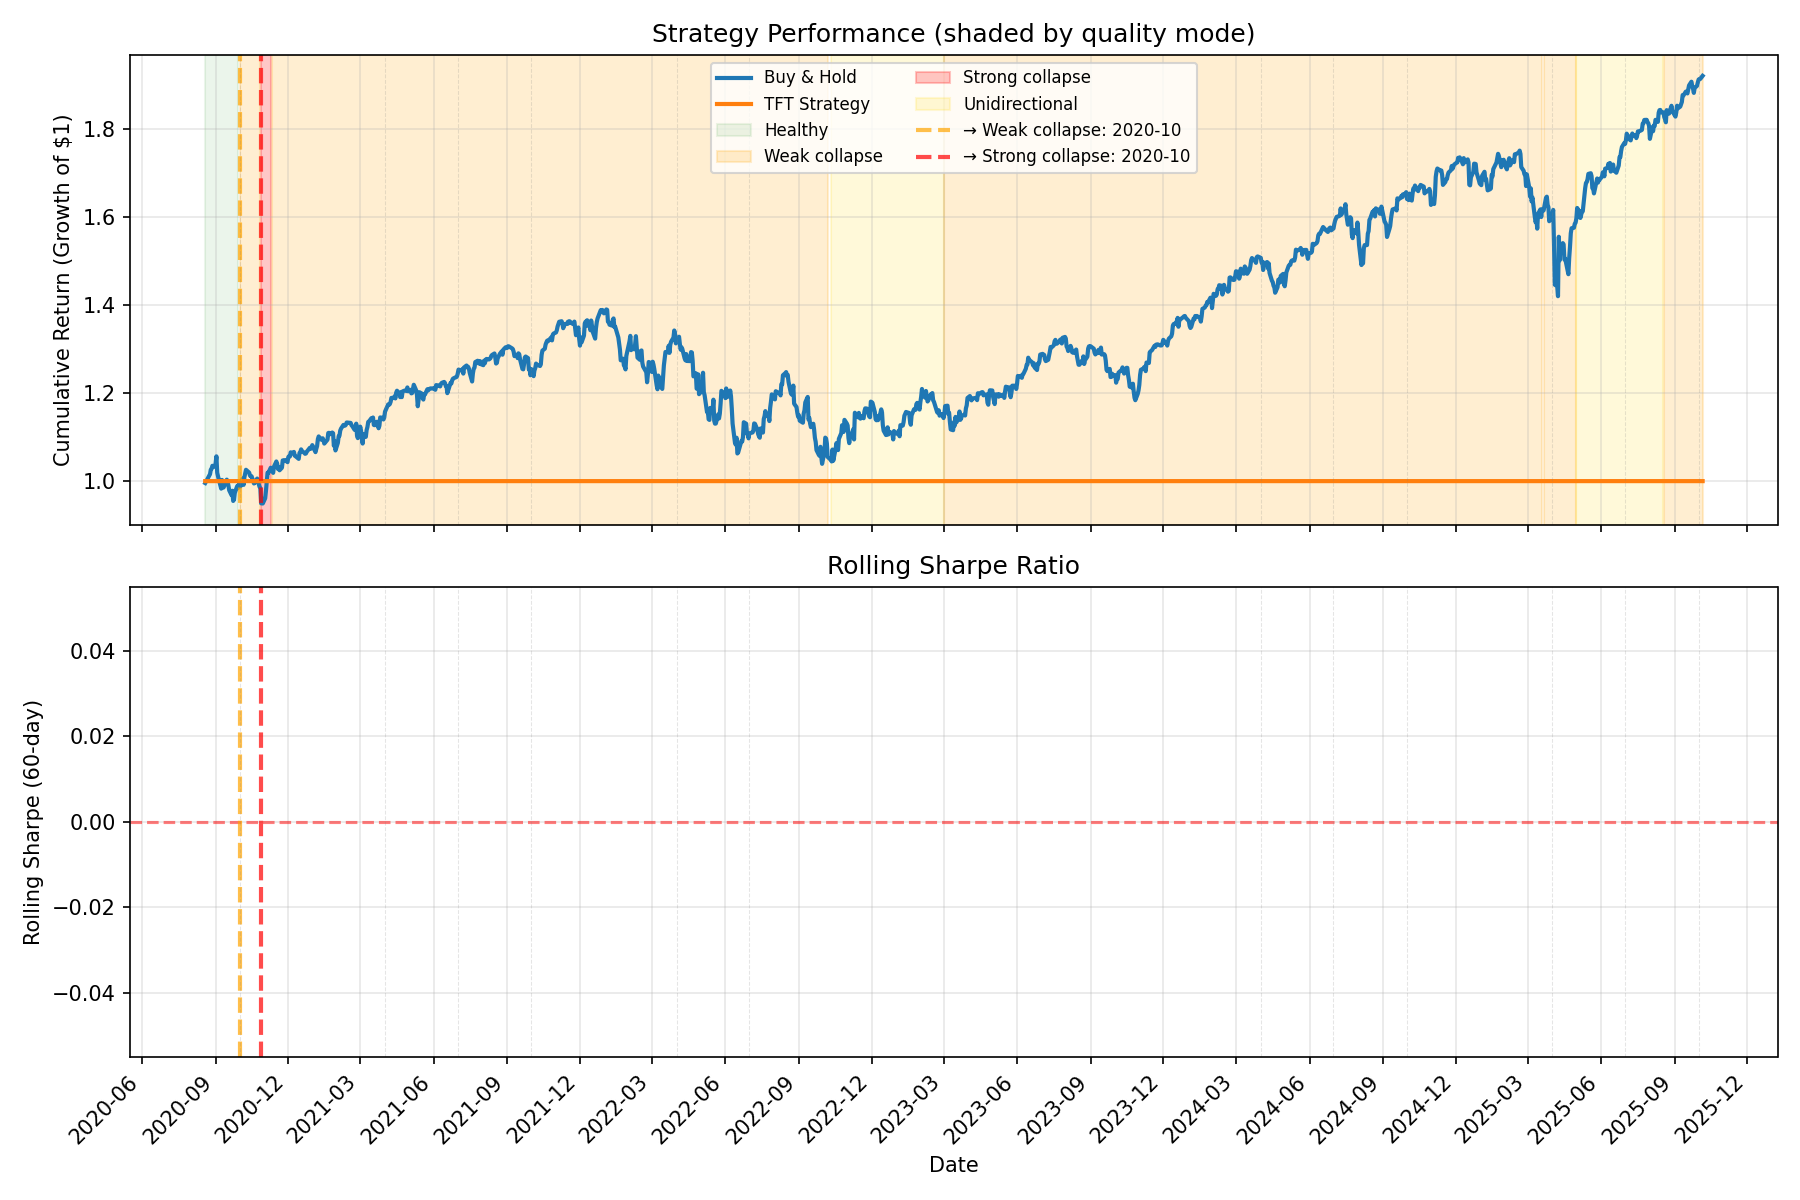 Strategy Performance (shaded by quality mode)
Buy & Hold
TFT Strategy
Healthy
Weak collapse
Strong collapse
Unidirectional
→ Weak collapse: 2020-10
→ Strong collapse: 2020-10
Cumulative Return (Growth of $1)
1.8
1.6
1.4
1.2
1.0
Rolling Sharpe Ratio
Rolling Sharpe (60-day)
0.04
0.02
0.00
−0.02
−0.04
2020-06
2020-09
2020-12
2021-03
2021-06
2021-09
2021-12
2022-03
2022-06
2022-09
2022-12
2023-03
2023-06
2023-09
2023-12
2024-03
2024-06
2024-09
2024-12
2025-03
2025-06
2025-09
2025-12
Date